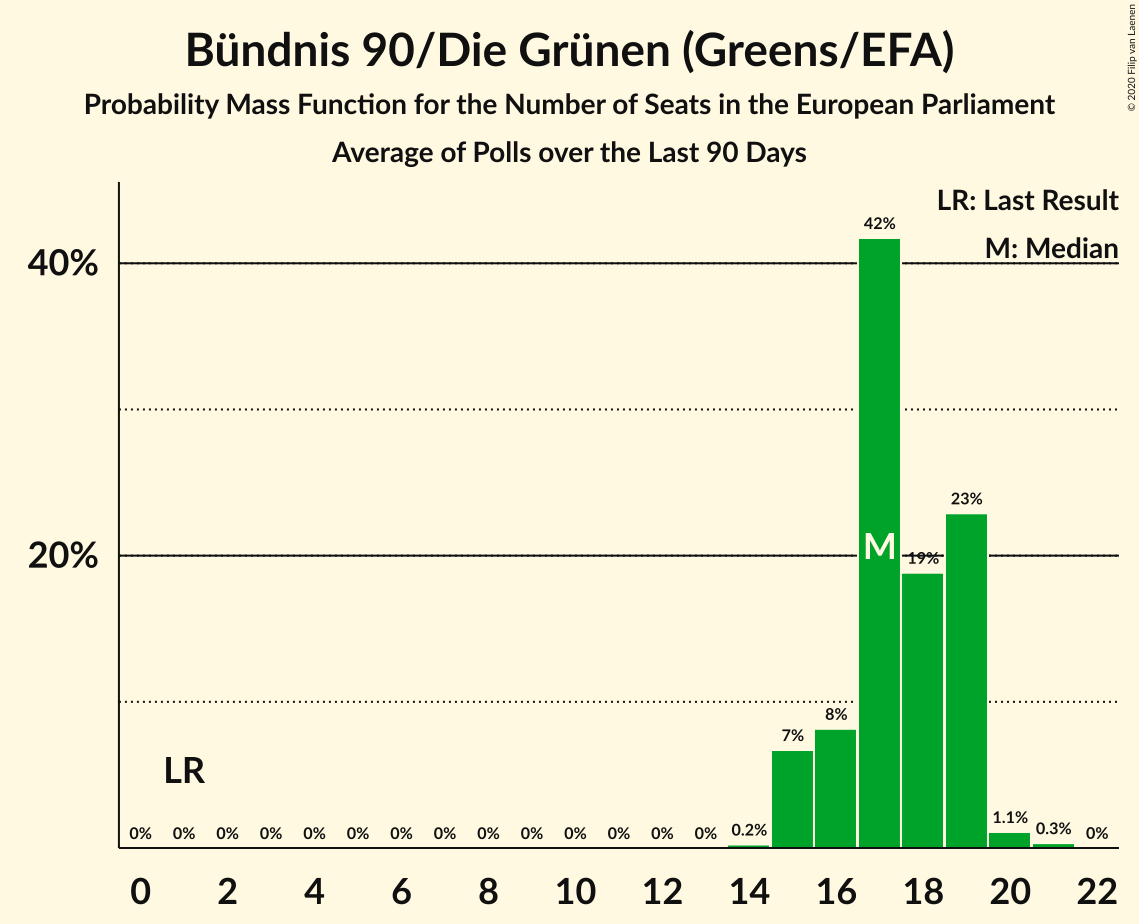 Bündnis 90/Die Grünen (Greens/EFA)
Probability Mass Function for the Number of Seats in the European Parliament
Average of Polls over the Last 90 Days
© 2020 Filip van Laenen
LR: Last Result
M: Median
40%
20%
42%
23%
19%
8%
7%
1.1%
0.3%
0.2%
M
LR
0% 0% 0% 0% 0% 0% 0% 0% 0% 0% 0% 0% 0% 0% 0%
0 2 4 6 8 10 12 14 16 18 20 22